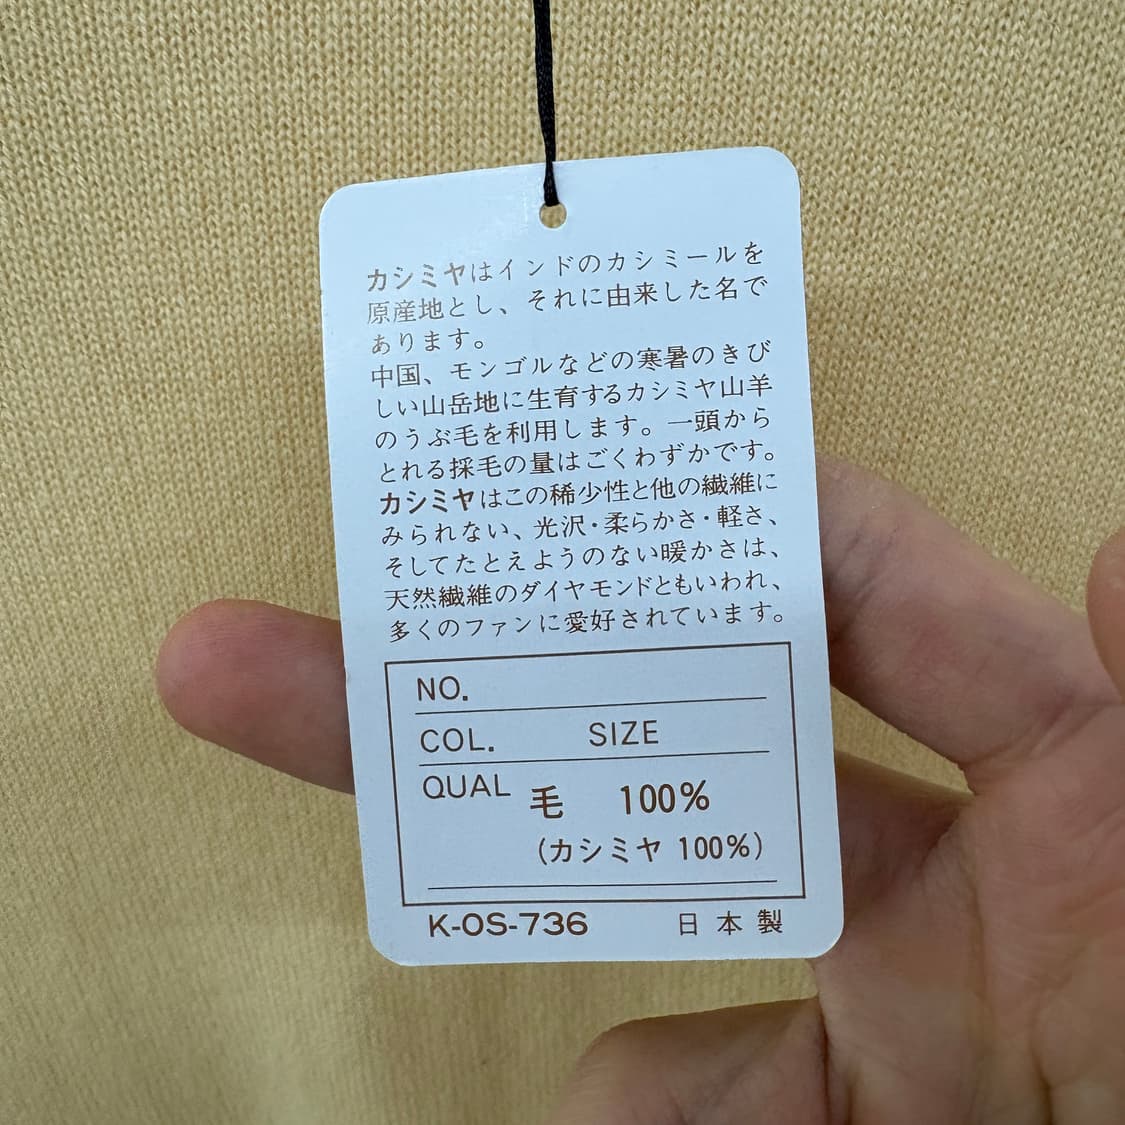 カシミヤはインドのカシミールを
原産地とし、それに由来した名で
あります。
中国、モンゴルなどの寒暑のきび
しい山岳地に生育するカシミヤ山羊
のうぶ毛を利用します。一頭から
とれる採毛の量はごくわずかです。
カシミヤはこの稀少性と他の繊維に
みられない、光沢・柔らかさ・軽さ、
そしてたとえようのない暖かさは、
天然繊維のダイヤモンドともいわれ、
多くのファンに愛好されています。
NO.
COL. SIZE
QUAL 毛 100%
(カシミヤ 100%)
K-OS-736 日本製